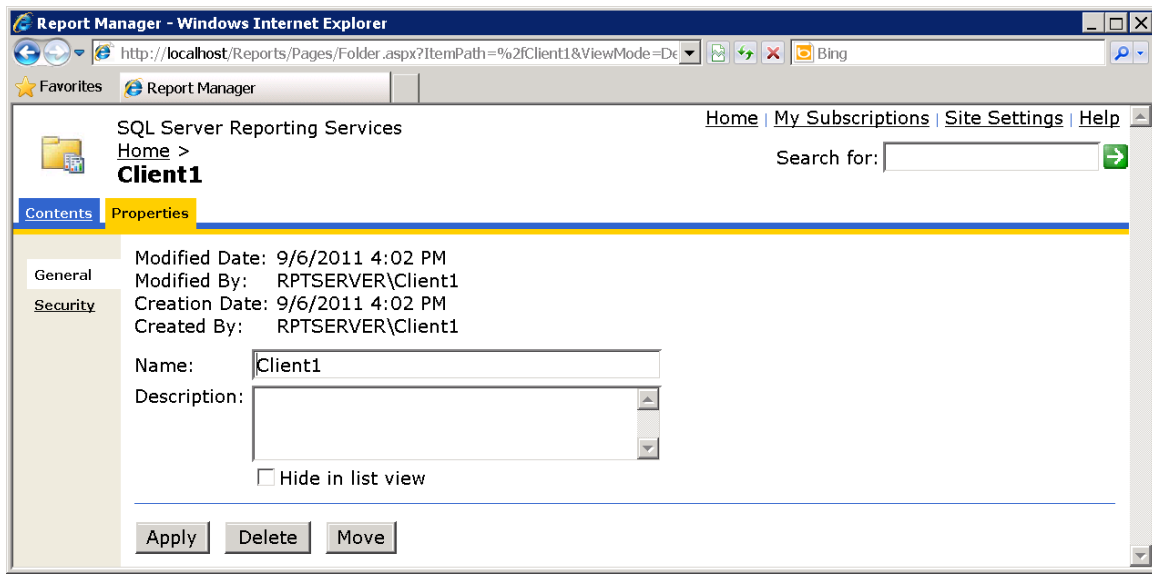 Report Manager - Windows Internet Explorer
http://localhost/Reports/Pages/Folder.aspx?ItemPath=%2fClient1&ViewMode=De
Bing
Favorites
Report Manager
Home | My Subscriptions | Site Settings | Help
SQL Server Reporting Services
Home >
Client1
Search for:
Contents
Properties
General
Security
Modified Date: 9/6/2011 4:02 PM
Modified By: RPTSERVER\Client1
Creation Date: 9/6/2011 4:02 PM
Created By: RPTSERVER\Client1
Name: Client1
Description:
Hide in list view
Apply Delete Move